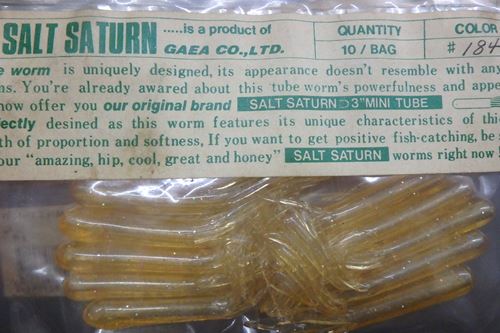 SALT SATURN .....is a product of GAEA CO.,LTD. QUANTITY 10/BAG COLOR # 184
e worm is uniquely designed, its appearance doesn't resemble with any
ns. You're already awared about this tube worm's powerfulness and appe
now offer you our original brand SALT SATURN 3"MINI TUBE
ectly desined as this worm features its unique characteristics of thi
th of proportion and softness, If you want to get positive fish-catching, be
our "amazing, hip, cool, great and honey" SALT SATURN worms right now !